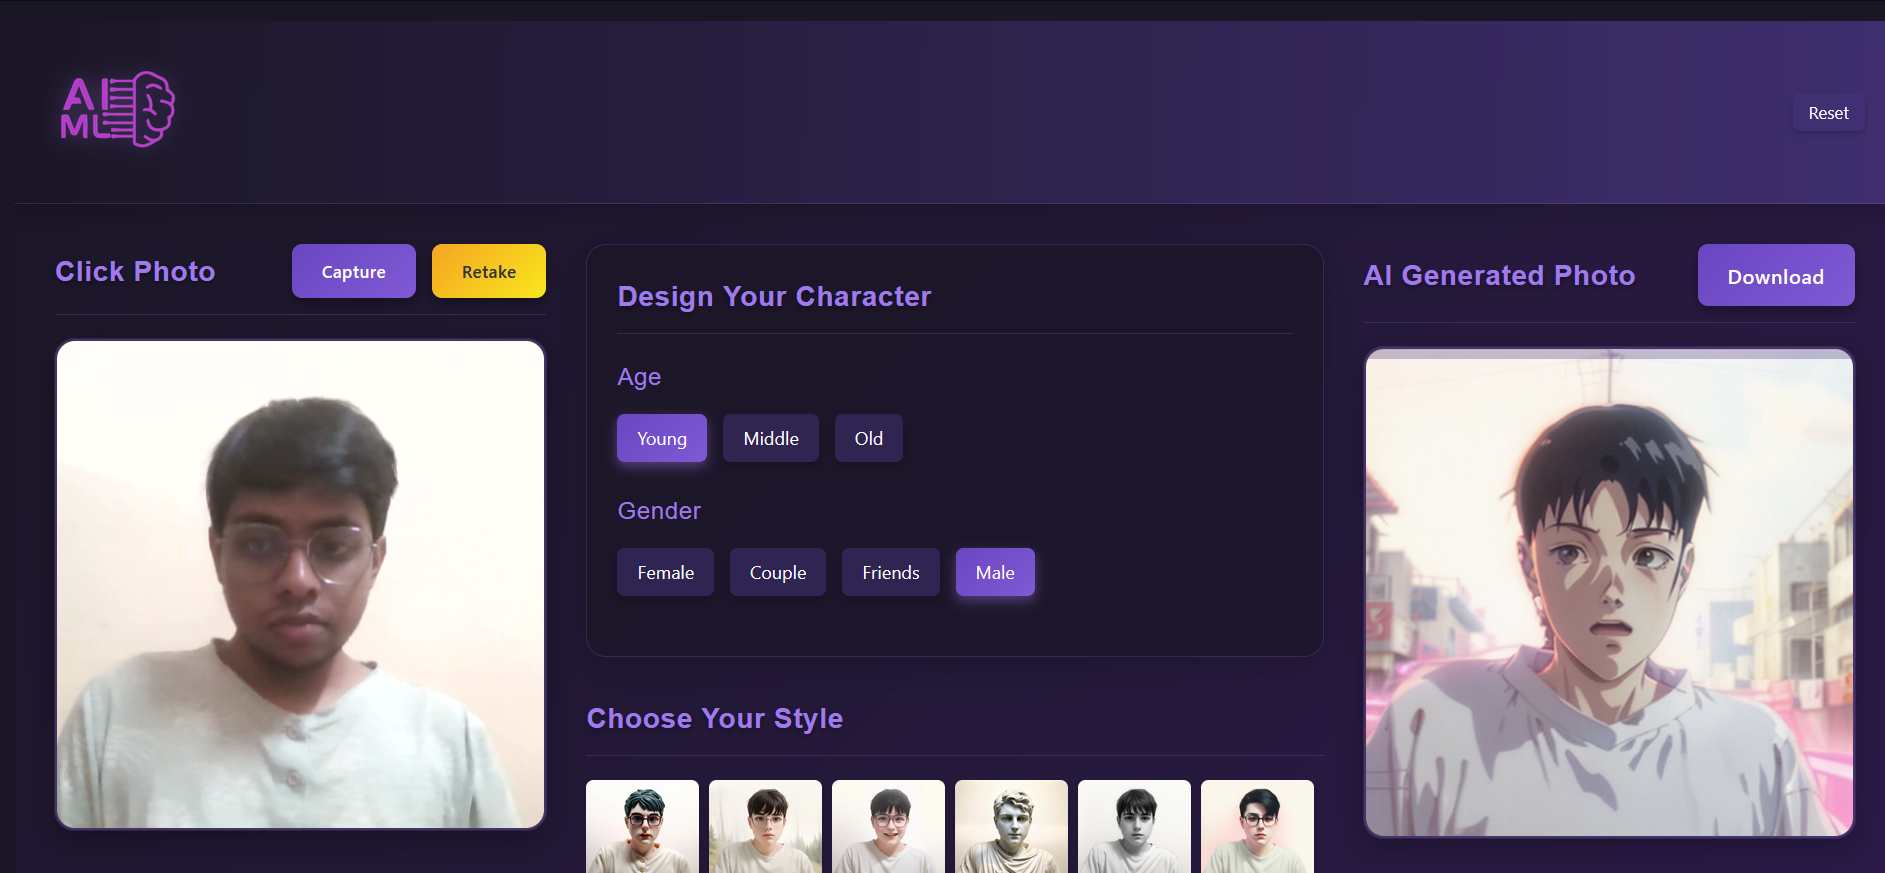 AI
ML
Reset
Click Photo
Capture
Retake
Design Your Character
Age
Young
Middle
Old
Gender
Female
Couple
Friends
Male
Choose Your Style
AI Generated Photo
Download